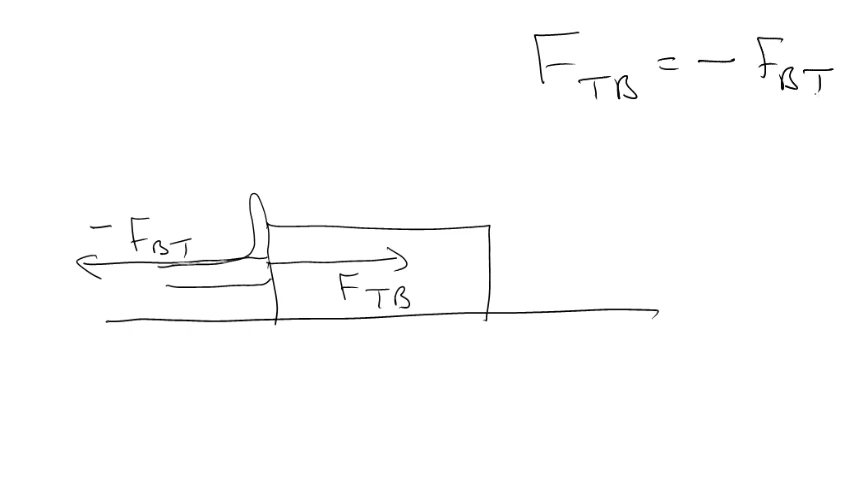 F_TB = - F_BT
- F_BT
F_TB